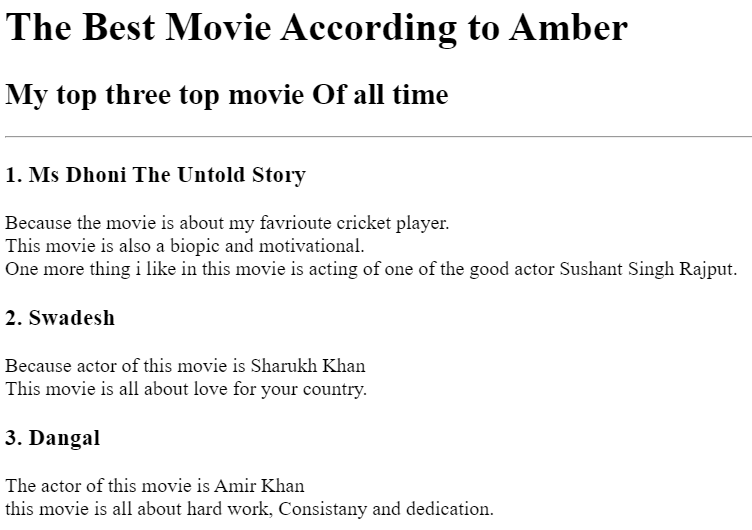 The Best Movie According to Amber
My top three top movie Of all time
1. Ms Dhoni The Untold Story
Because the movie is about my favrioute cricket player.
This movie is also a biopic and motivational.
One more thing i like in this movie is acting of one of the good actor Sushant Singh Rajput.
2. Swadesh
Because actor of this movie is Sharukh Khan
This movie is all about love for your country.
3. Dangal
The actor of this movie is Amir Khan
this movie is all about hard work, Consistany and dedication.